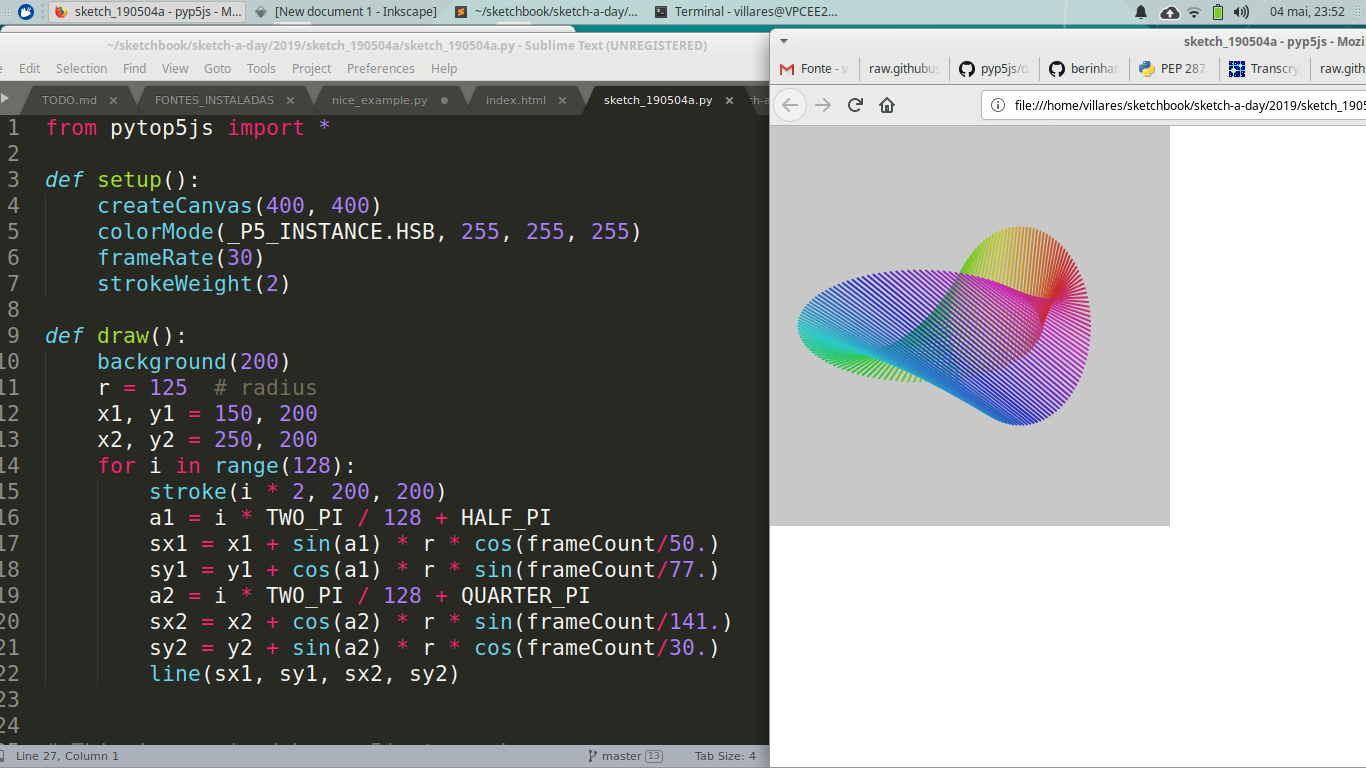 sketch_190504a - pyp5js - M...
[New document 1 - Inkscape]
~/sketchbook/sketch-a-day/...
Terminal - villares@VPCEE2...
04 mai, 23:52
~/sketchbook/sketch-a-day/2019/sketch_190504a/sketch_190504a.py - Sublime Text (UNREGISTERED)
Edit Selection Find View Goto Tools Project Preferences Help
TODO.md × FONTES_INSTALADAS × nice_example.py index.html × sketch_190504a.py ×
1 from pytop5js import *
2
3 def setup():
4 createCanvas(400, 400)
5 colorMode(_P5_INSTANCE.HSB, 255, 255, 255)
6 frameRate(30)
7 strokeWeight(2)
8
9 def draw():
10 background(200)
11 r = 125 # radius
12 x1, y1 = 150, 200
13 x2, y2 = 250, 200
14 for i in range(128):
15 stroke(i * 2, 200, 200)
16 a1 = i * TWO_PI / 128 + HALF_PI
17 sx1 = x1 + sin(a1) * r * cos(frameCount/50.)
18 sy1 = y1 + cos(a1) * r * sin(frameCount/77.)
19 a2 = i * TWO_PI / 128 + QUARTER_PI
20 sx2 = x2 + cos(a2) * r * sin(frameCount/141.)
21 sy2 = y2 + sin(a2) * r * cos(frameCount/30.)
22 line(sx1, sy1, sx2, sy2)
23
24
Line 27, Column 1
master 13
Tab Size: 4
sketch_190504a - pyp5js - Mozi
Fonte - v raw.githubu pyp5js/d berinhar PEP 287 Transcry raw.gith
file:///home/villares/sketchbook/sketch-a-day/2019/sketch_1905